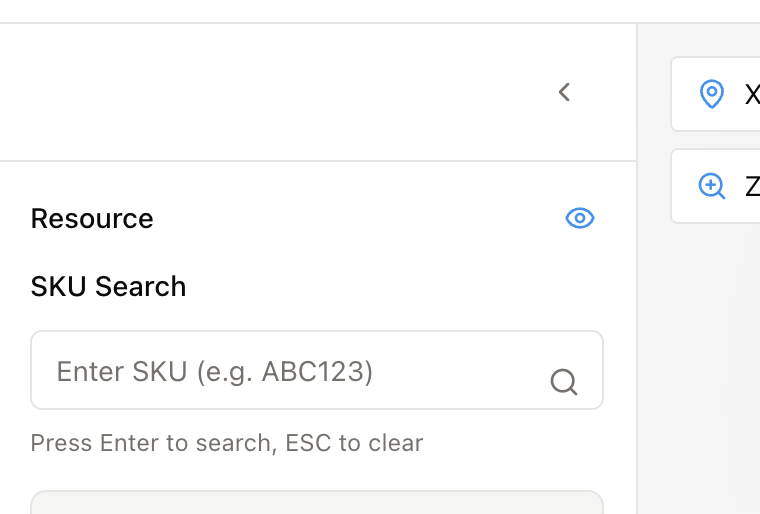 Resource
SKU Search
Enter SKU (e.g. ABC123)
Press Enter to search, ESC to clear
X
Z